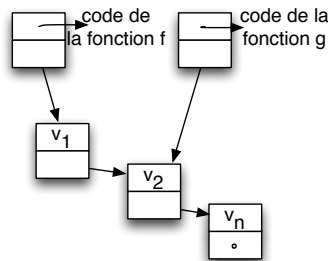 code de
la fonction f
code de la
fonction g
v1
v2
vn